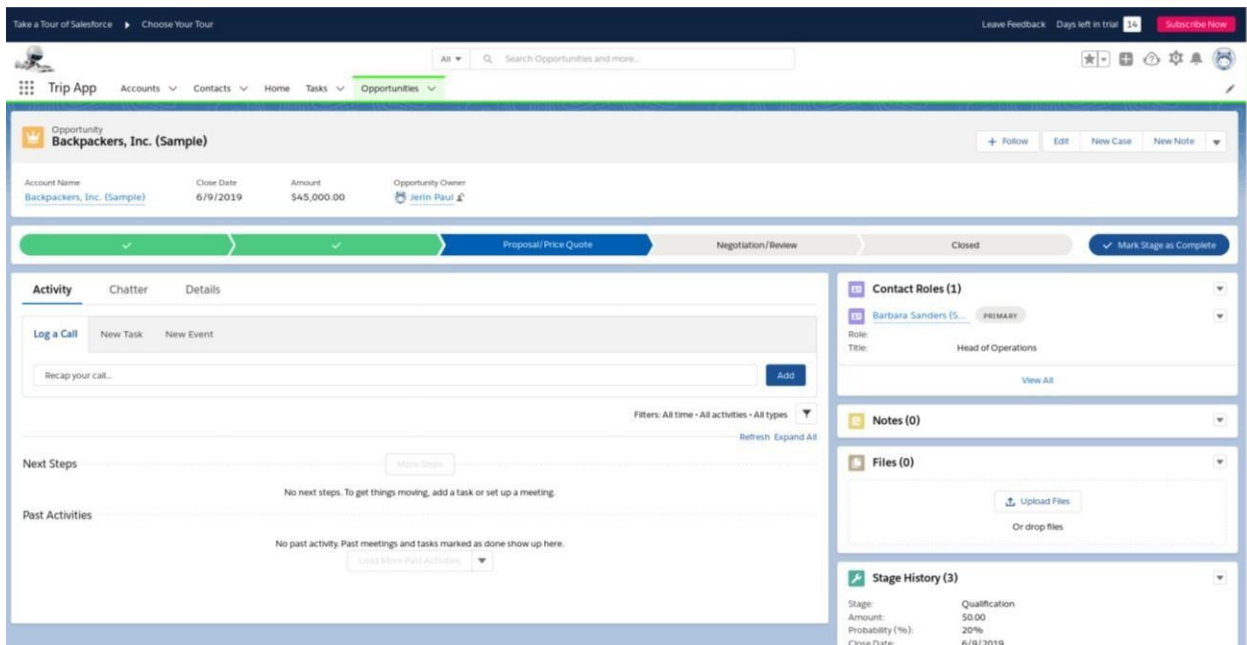 Take a Tour of Salesforce Choose Your Tour Leave Feedback Days left in trial 14 Subscribe Now
All Search Opportunities and more...
Trip App Accounts Contacts Home Tasks Opportunities
Opportunity
Backpackers, Inc. (Sample)
+ Follow Edit New Case New Note
Account Name Close Date Amount Opportunity Owner
Backpackers, Inc. (Sample) 6/9/2019 $45,000.00 Jerin Paul
Proposal/Price Quote Negotiation/Review Closed Mark Stage as Complete
Activity Chatter Details
Log a Call New Task New Event
Recap your call... Add
Filters: All time • All activities • All types
Refresh Expand All
Next Steps More Steps
No next steps. To get things moving, add a task or set up a meeting.
Past Activities
No past activity. Past meetings and tasks marked as done show up here.
Load More Past Activities
Contact Roles (1)
Barbara Sanders (S... PRIMARY
Role:
Title: Head of Operations
View All
Notes (0)
Files (0)
Upload Files
Or drop files
Stage History (3)
Stage: Qualification
Amount: $0.00
Probability (%): 20%
Close Date: 6/9/2019